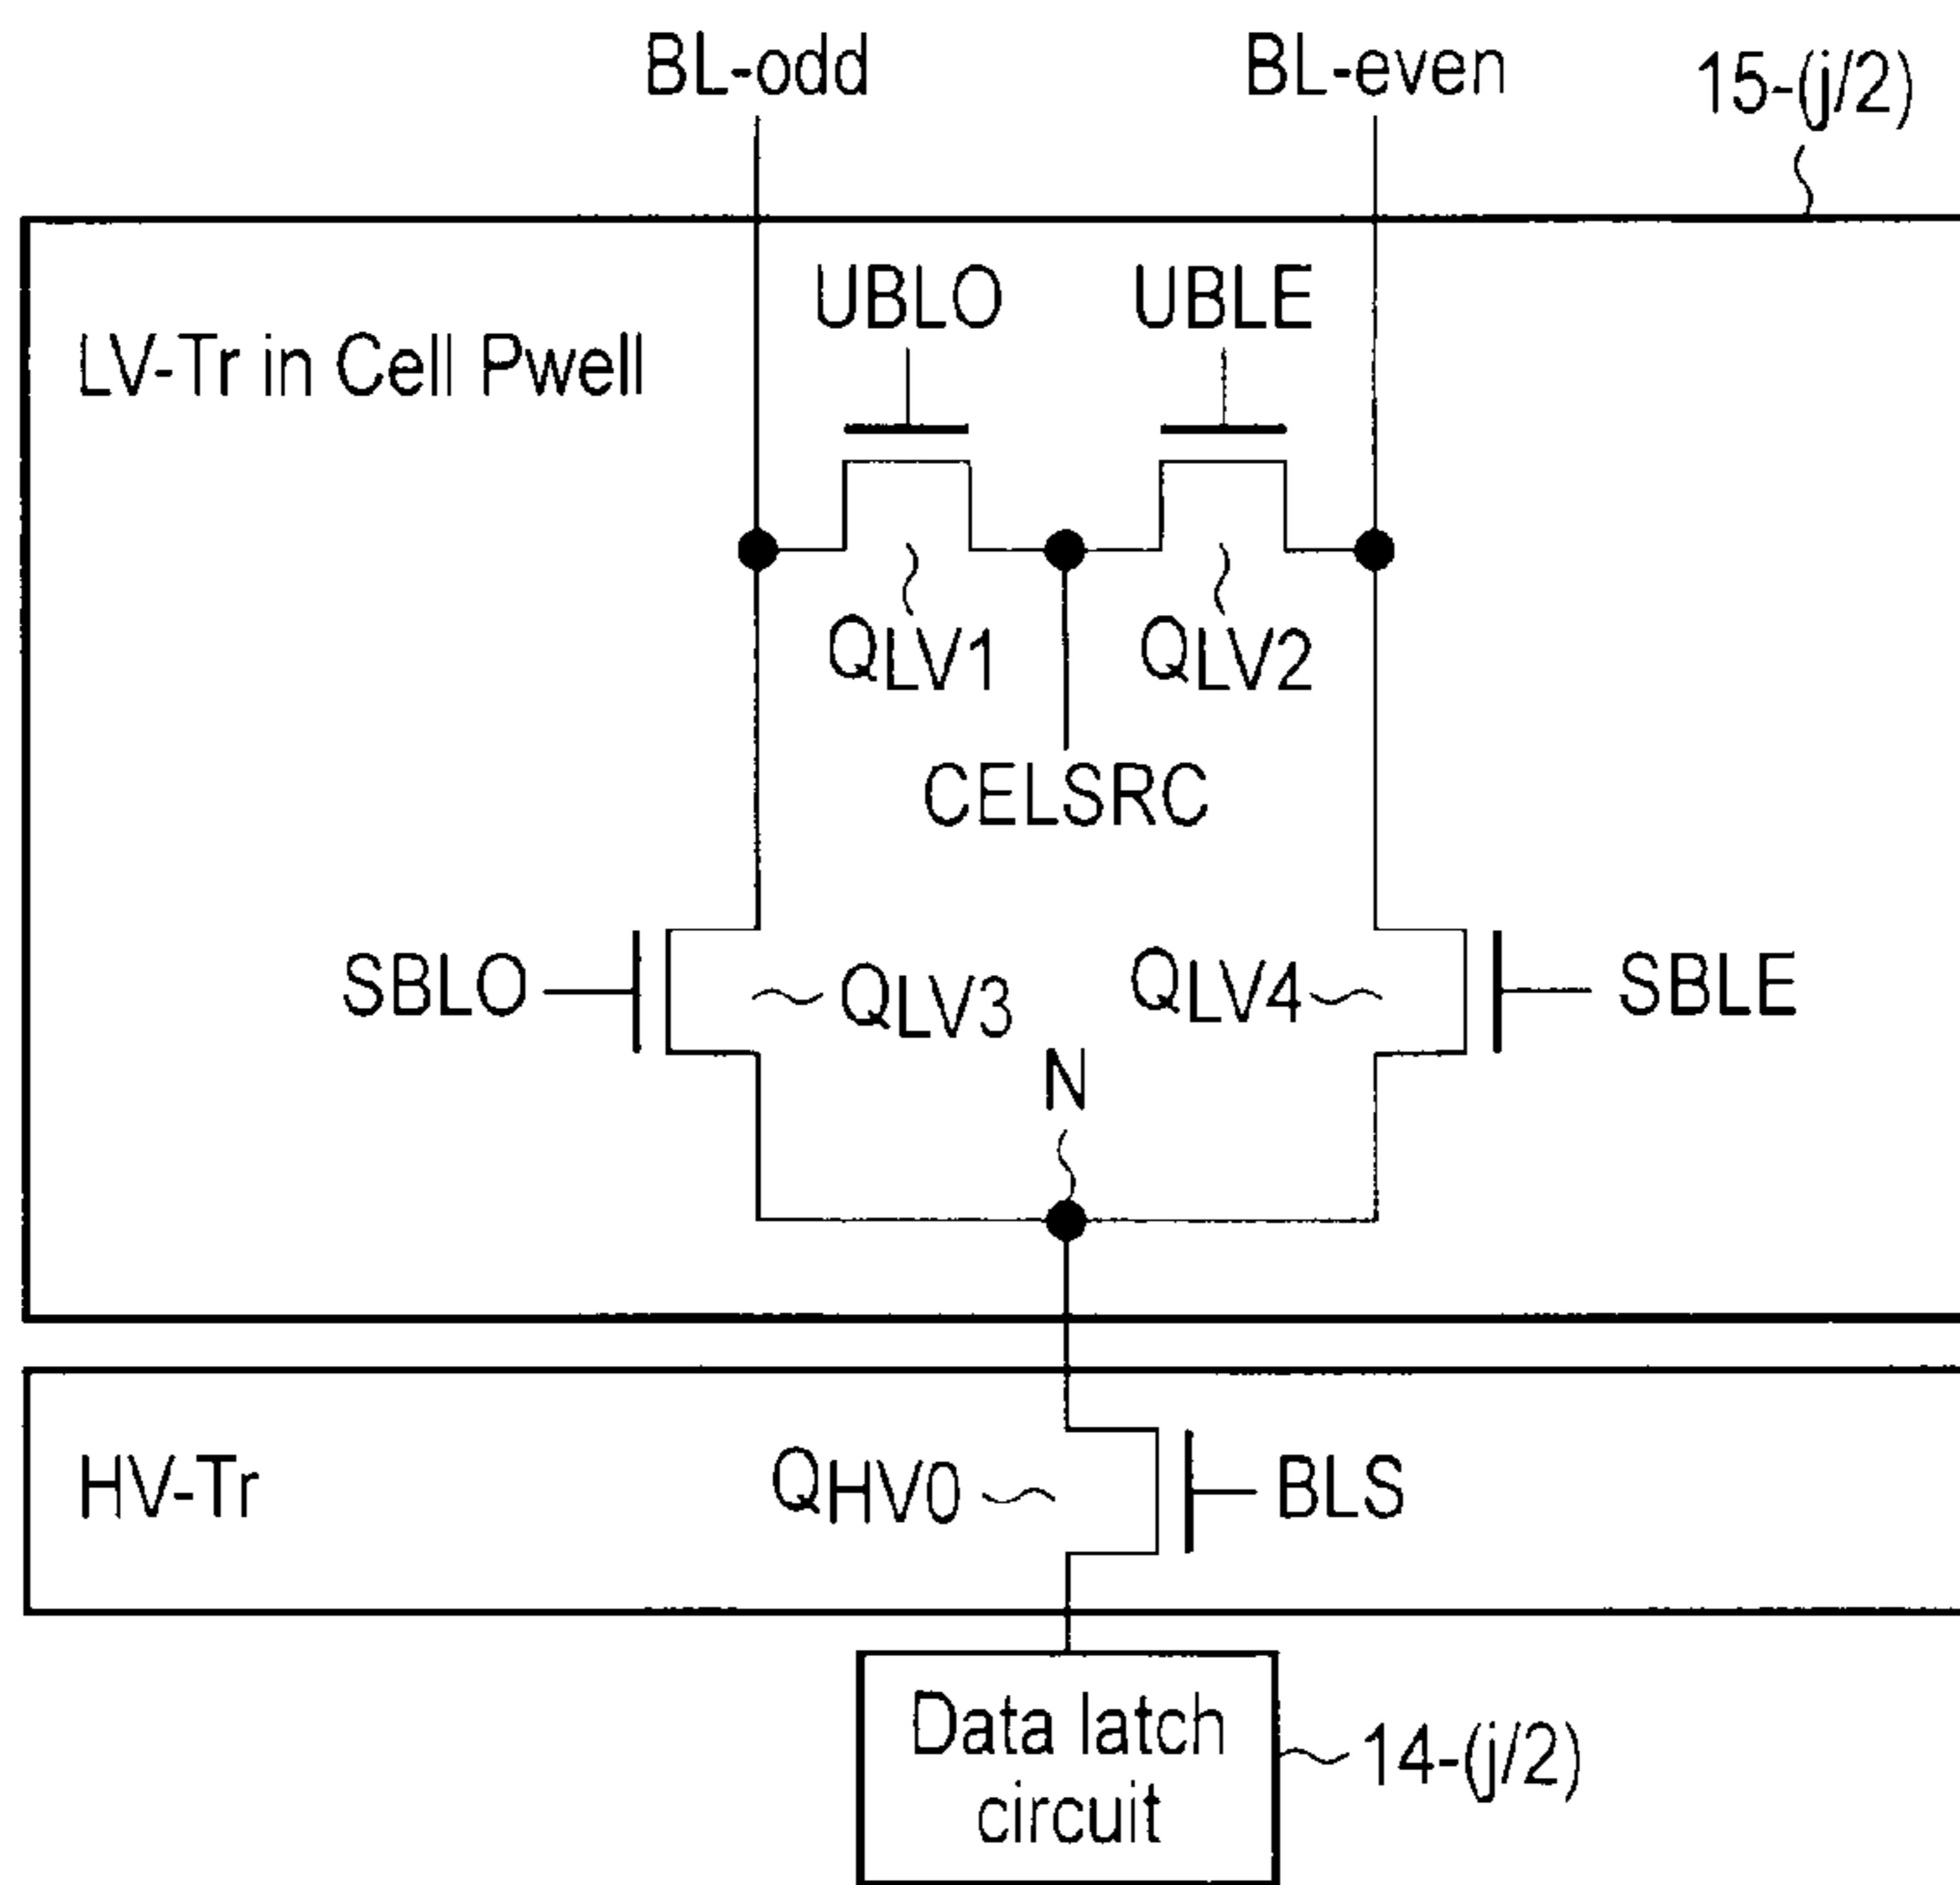 BL-odd
BL-even
15-(j/2)
UBLO
UBLE
LV-Tr in Cell Pwell
QLV1
QLV2
CELSRC
SBLO
QLV3
QLV4
SBLE
N
HV-Tr
QHV0
BLS
Data latch
circuit
14-(j/2)